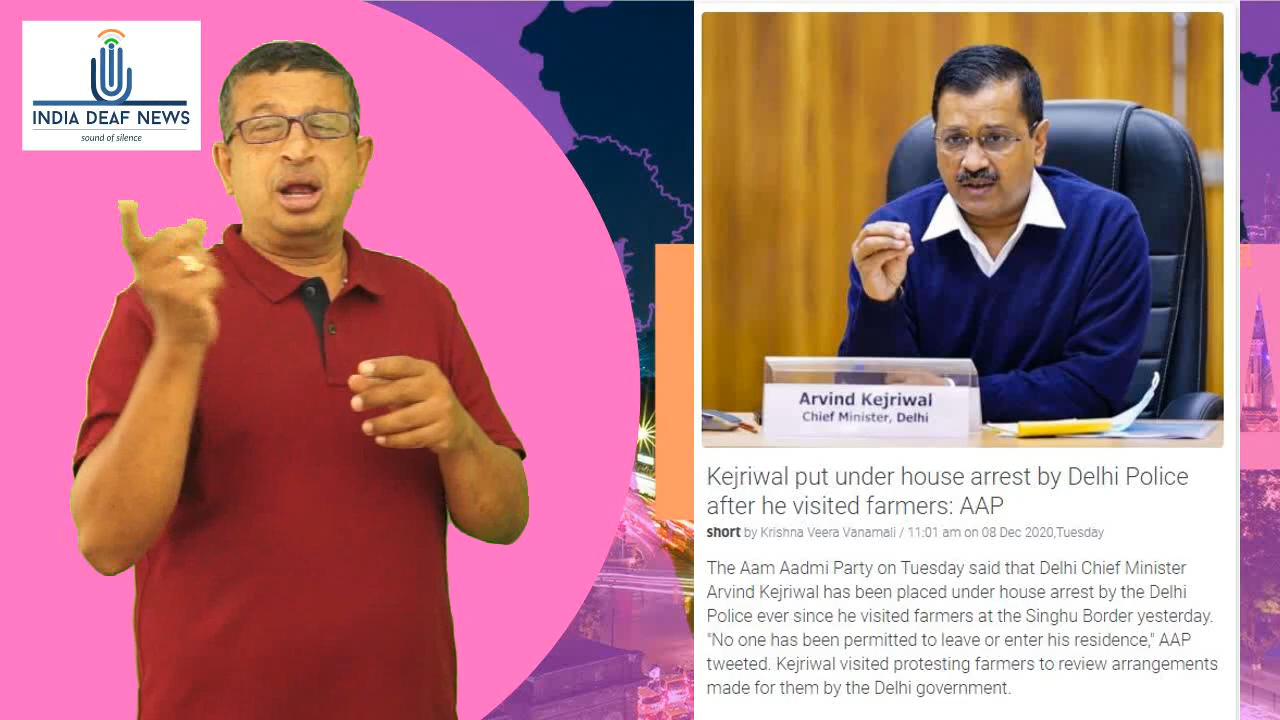 INDIA DEAF NEWS
sound of silence
Arvind Kejriwal
Chief Minister, Delhi
Kejriwal put under house arrest by Delhi Police
after he visited farmers: AAP
short by Krishna Veera Vanamali / 11:01 am on 08 Dec 2020,Tuesday
The Aam Aadmi Party on Tuesday said that Delhi Chief Minister
Arvind Kejriwal has been placed under house arrest by the Delhi
Police ever since he visited farmers at the Singhu Border yesterday.
"No one has been permitted to leave or enter his residence," AAP
tweeted. Kejriwal visited protesting farmers to review arrangements
made for them by the Delhi government.